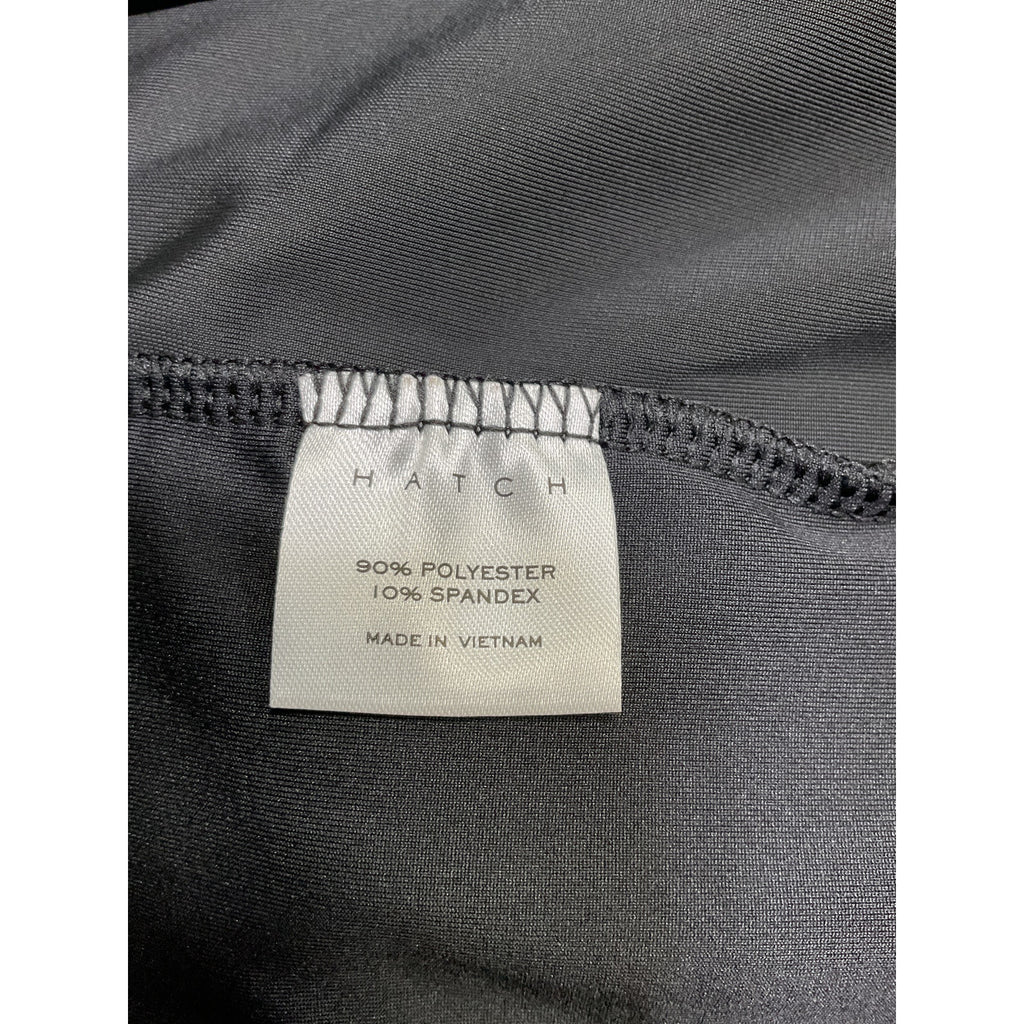 HATCH
90% POLYESTER
10% SPANDEX
MADE IN VIETNAM